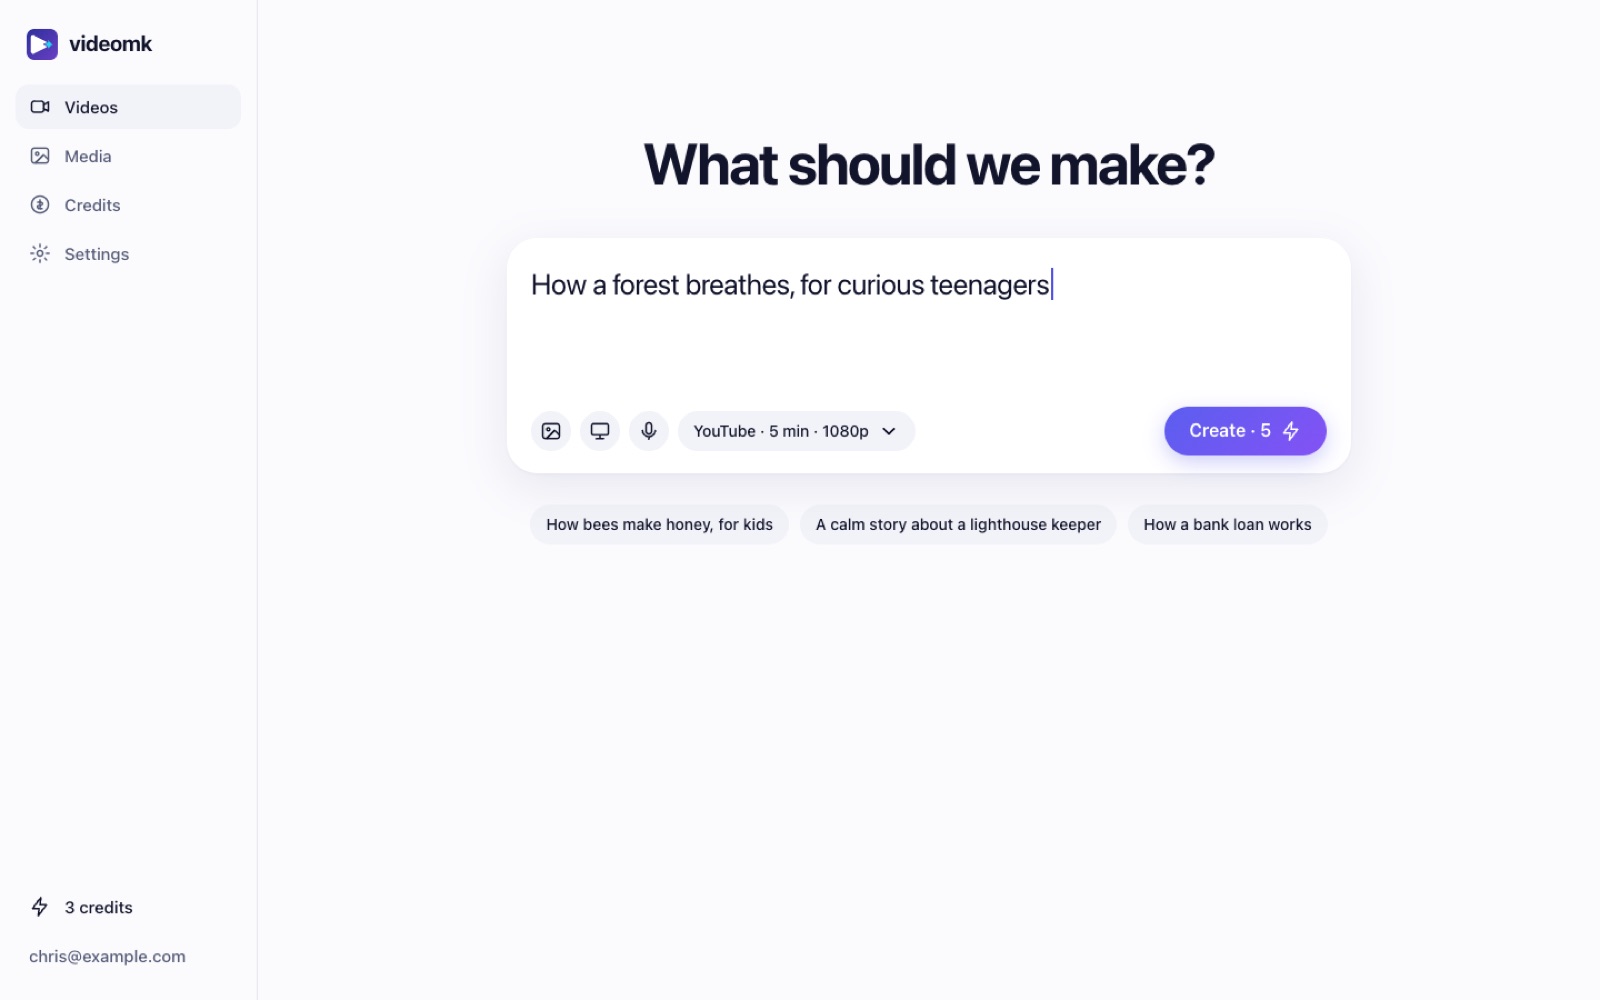 videomk
Videos
Media
Credits
Settings
What should we make?
How a forest breathes, for curious teenagers
YouTube · 5 min · 1080p
Create · 5
How bees make honey, for kids
A calm story about a lighthouse keeper
How a bank loan works
3 credits
chris@example.com